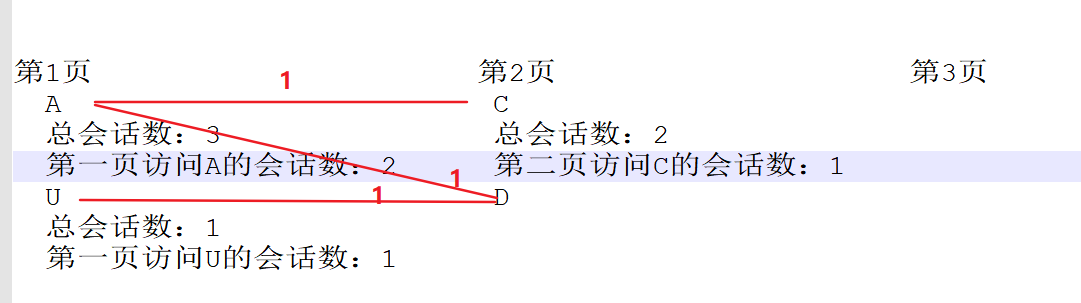 第1页 第2页 第3页
1
A C
总会话数：3 总会话数：2
第一页访问A的会话数：2 第二页访问C的会话数：1
1
1
U D
总会话数：1
第一页访问U的会话数：1